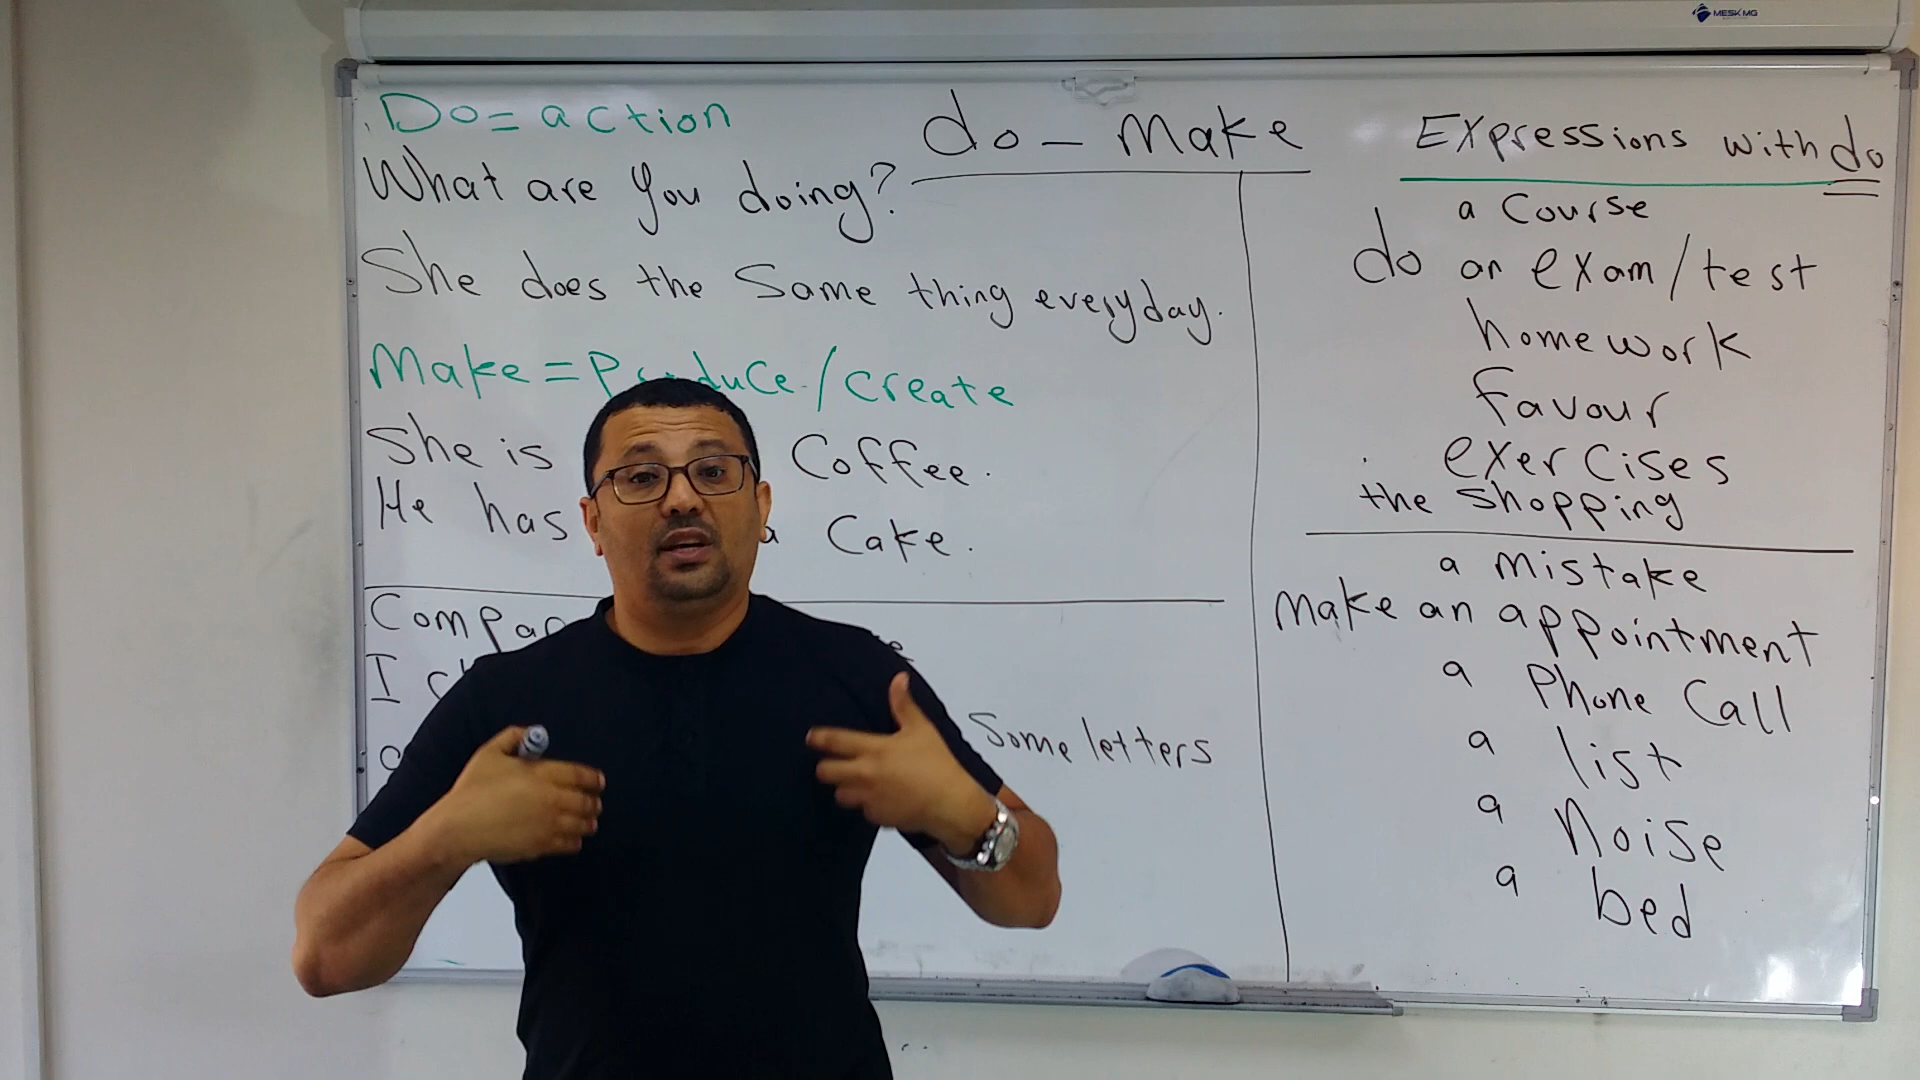 MESK MG
do - Make
Do = action
What are you doing?
She does the Same thing everyday.
Make = Produce / Create
She is Coffee.
He has a Cake.
I
Some letters
Expressions with do
a Course
do an exam / test
homework
favour
exercises
the shopping
a mistake
Make an appointment
a Phone Call
a list
a Noise
a bed